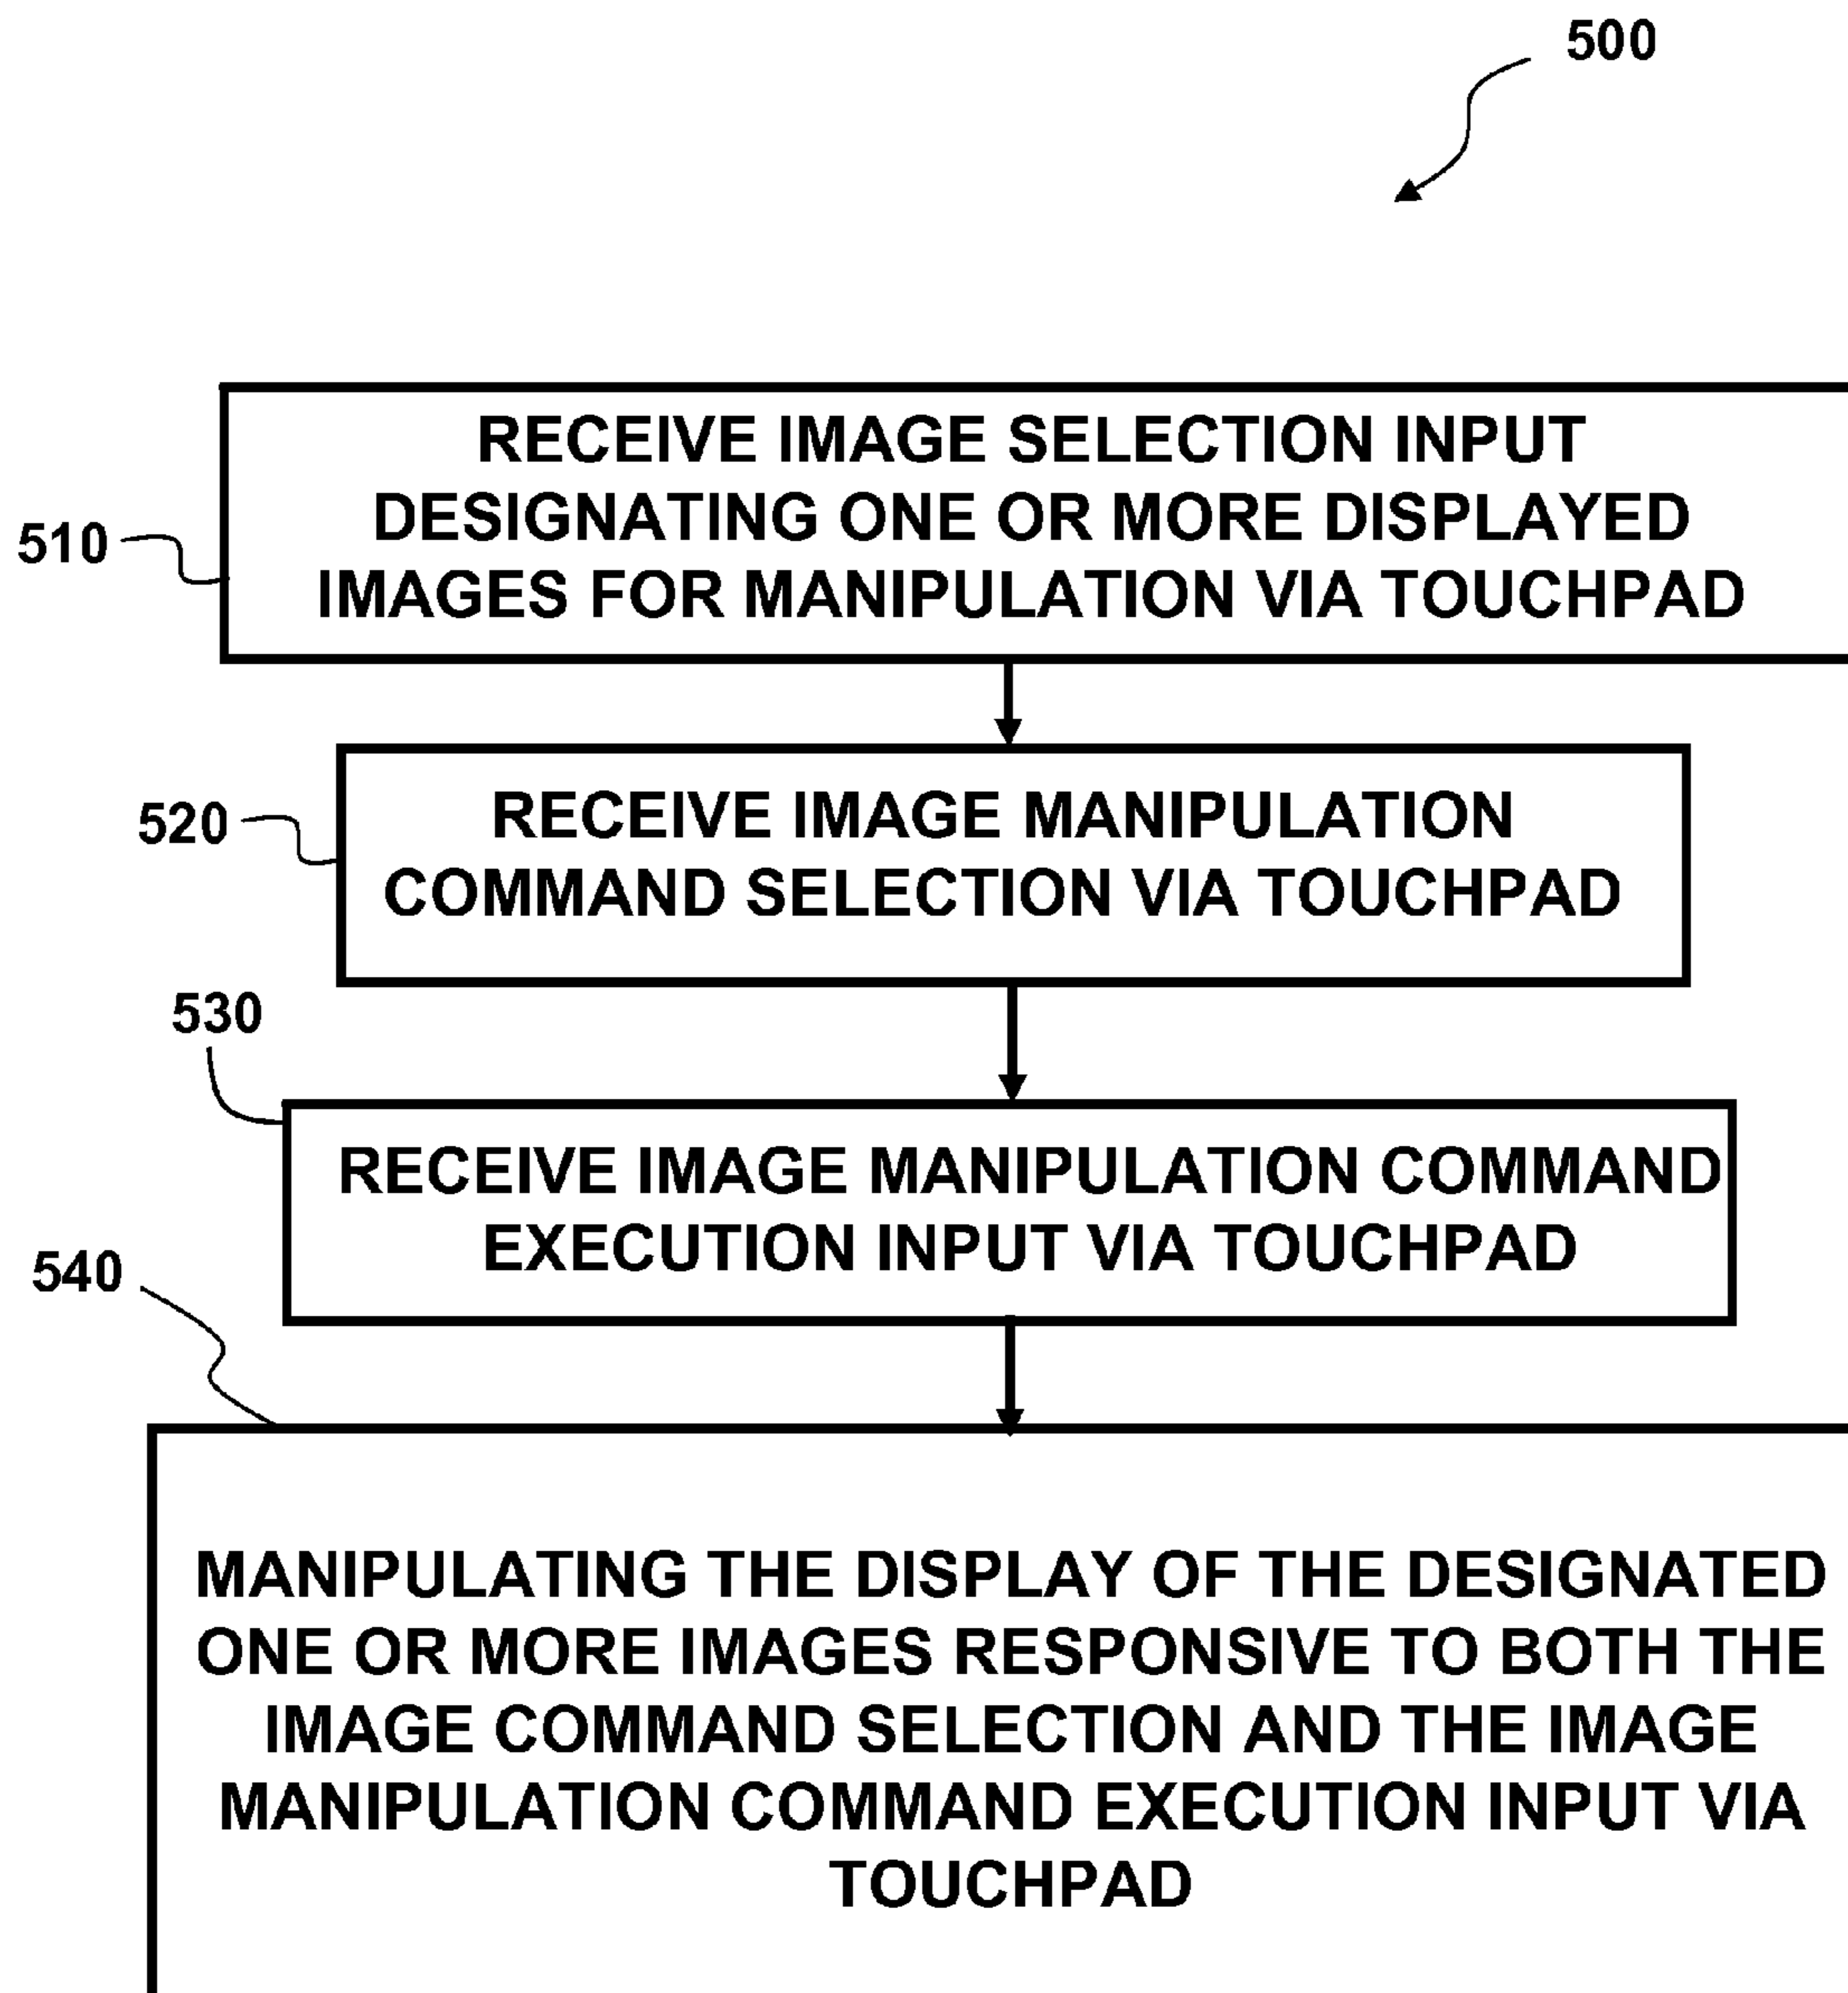 500
RECEIVE IMAGE SELECTION INPUT
DESIGNATING ONE OR MORE DISPLAYED
IMAGES FOR MANIPULATION VIA TOUCHPAD
510
RECEIVE IMAGE MANIPULATION
COMMAND SELECTION VIA TOUCHPAD
520
530
RECEIVE IMAGE MANIPULATION COMMAND
EXECUTION INPUT VIA TOUCHPAD
540
MANIPULATING THE DISPLAY OF THE DESIGNATED
ONE OR MORE IMAGES RESPONSIVE TO BOTH THE
IMAGE COMMAND SELECTION AND THE IMAGE
MANIPULATION COMMAND EXECUTION INPUT VIA
TOUCHPAD